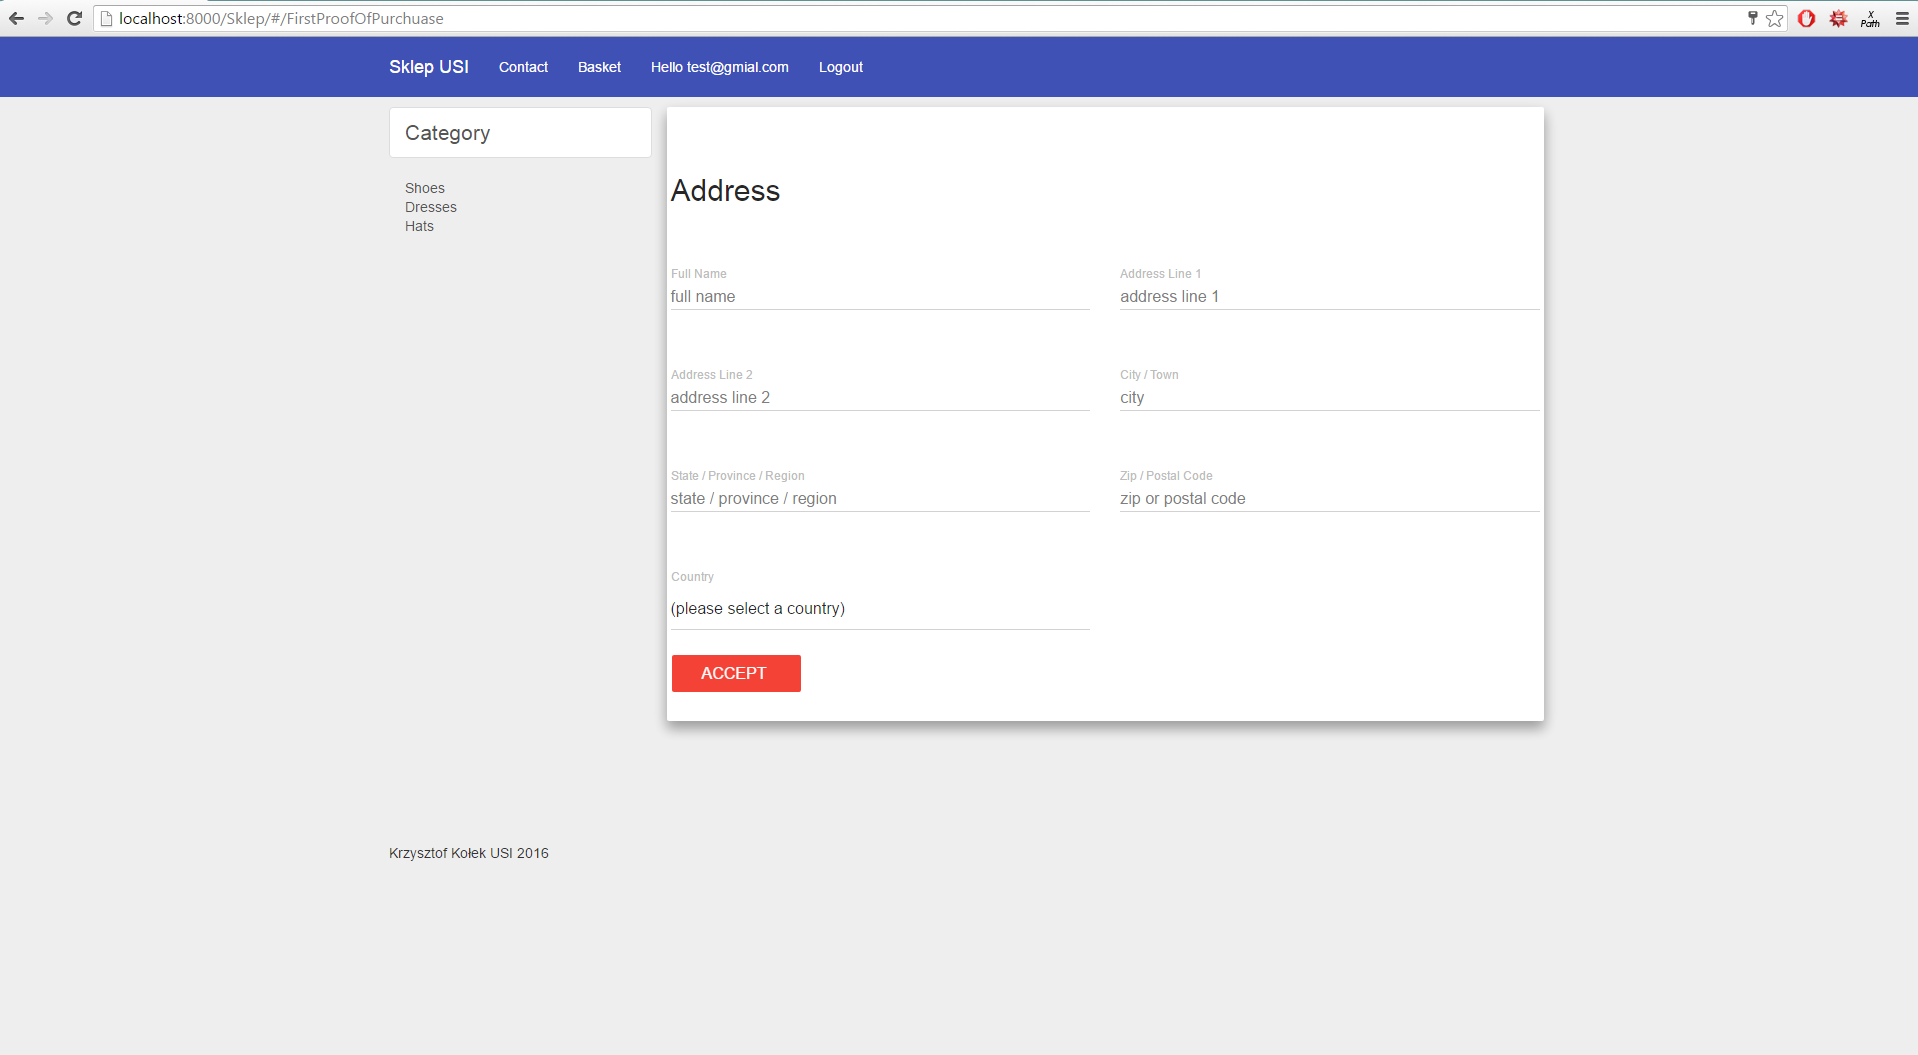 localhost:8000/Sklep/#/FirstProofOfPurchuase
X
Path
Sklep USI Contact Basket Hello test@gmial.com Logout
Category
Shoes
Dresses
Hats
Address
Full Name Address Line 1
full name address line 1
Address Line 2 City / Town
address line 2 city
State / Province / Region Zip / Postal Code
state / province / region zip or postal code
Country
(please select a country)
ACCEPT
Krzysztof Kołek USI 2016